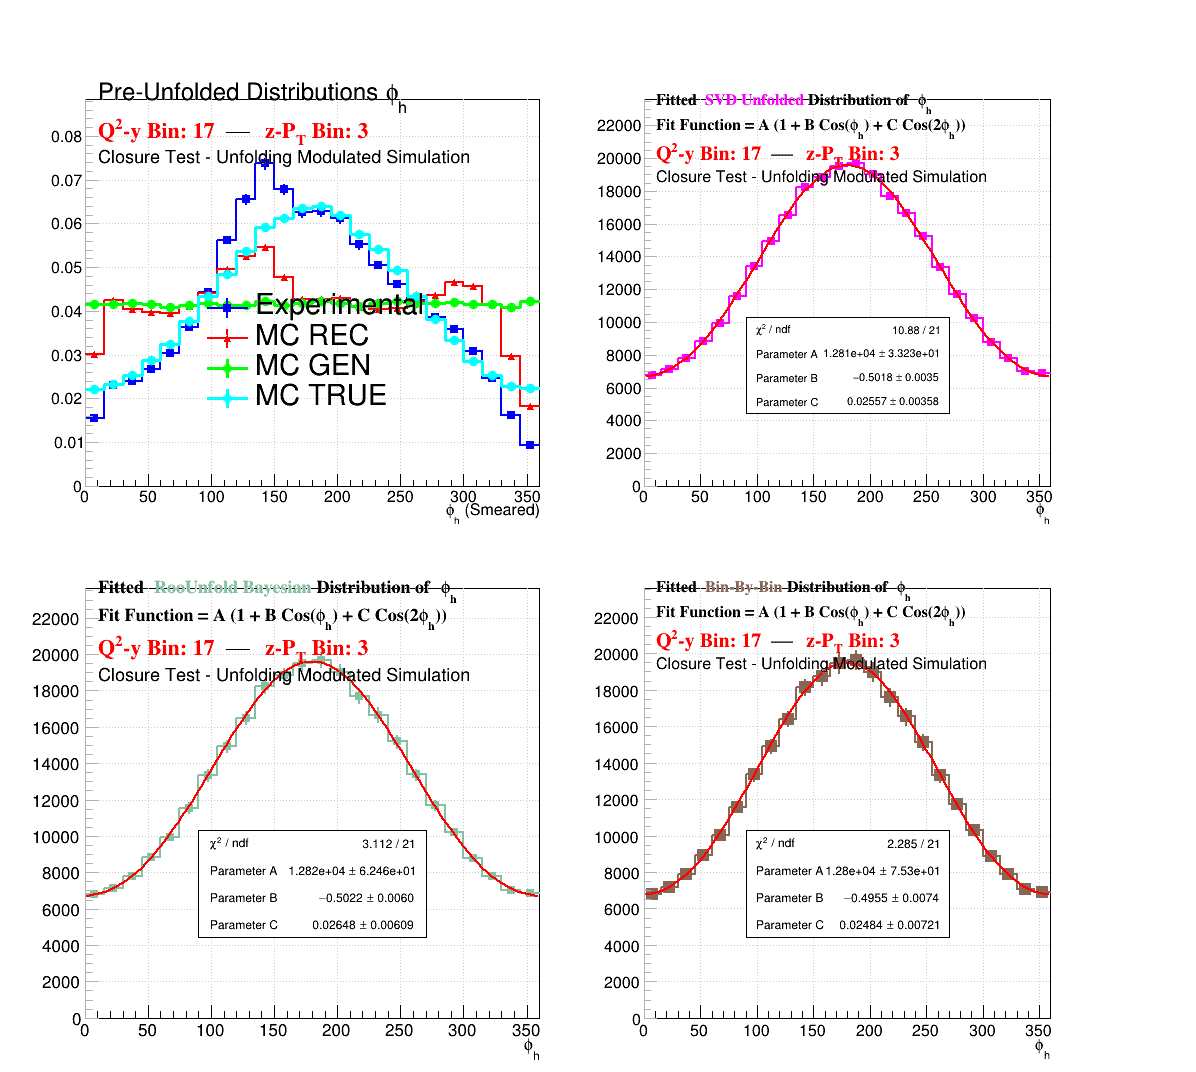 Pre-Unfolded Distributions ϕh
Q²-y Bin: 17 — z-PT Bin: 3
Closure Test - Unfolding Modulated Simulation
0.08
0.07
0.06
0.05
0.04
0.03
0.02
0.01
0
Experimental
MC REC
MC GEN
MC TRUE
0 50 100 150 200 250 300 350
ϕh (Smeared)
Fitted SVD Unfolded Distribution of ϕh
Fit Function = A (1 + B Cos(ϕh) + C Cos(2ϕh))
Q²-y Bin: 17 — z-PT Bin: 3
Closure Test - Unfolding Modulated Simulation
22000
20000
18000
16000
14000
12000
10000
8000
6000
4000
2000
0
χ² / ndf 10.88 / 21
Parameter A 1.281e+04 ± 3.323e+01
Parameter B −0.5018 ± 0.0035
Parameter C 0.02557 ± 0.00358
0 50 100 150 200 250 300 350
ϕh
Fitted RooUnfold Bayesian Distribution of ϕh
Fit Function = A (1 + B Cos(ϕh) + C Cos(2ϕh))
Q²-y Bin: 17 — z-PT Bin: 3
Closure Test - Unfolding Modulated Simulation
22000
20000
18000
16000
14000
12000
10000
8000
6000
4000
2000
0
χ² / ndf 3.112 / 21
Parameter A 1.282e+04 ± 6.246e+01
Parameter B −0.5022 ± 0.0060
Parameter C 0.02648 ± 0.00609
0 50 100 150 200 250 300 350
ϕh
Fitted Bin-By-Bin Distribution of ϕh
Fit Function = A (1 + B Cos(ϕh) + C Cos(2ϕh))
Q²-y Bin: 17 — z-PT Bin: 3
Closure Test - Unfolding Modulated Simulation
22000
20000
18000
16000
14000
12000
10000
8000
6000
4000
2000
0
χ² / ndf 2.285 / 21
Parameter A 1.28e+04 ± 7.53e+01
Parameter B −0.4955 ± 0.0074
Parameter C 0.02484 ± 0.00721
0 50 100 150 200 250 300 350
ϕh